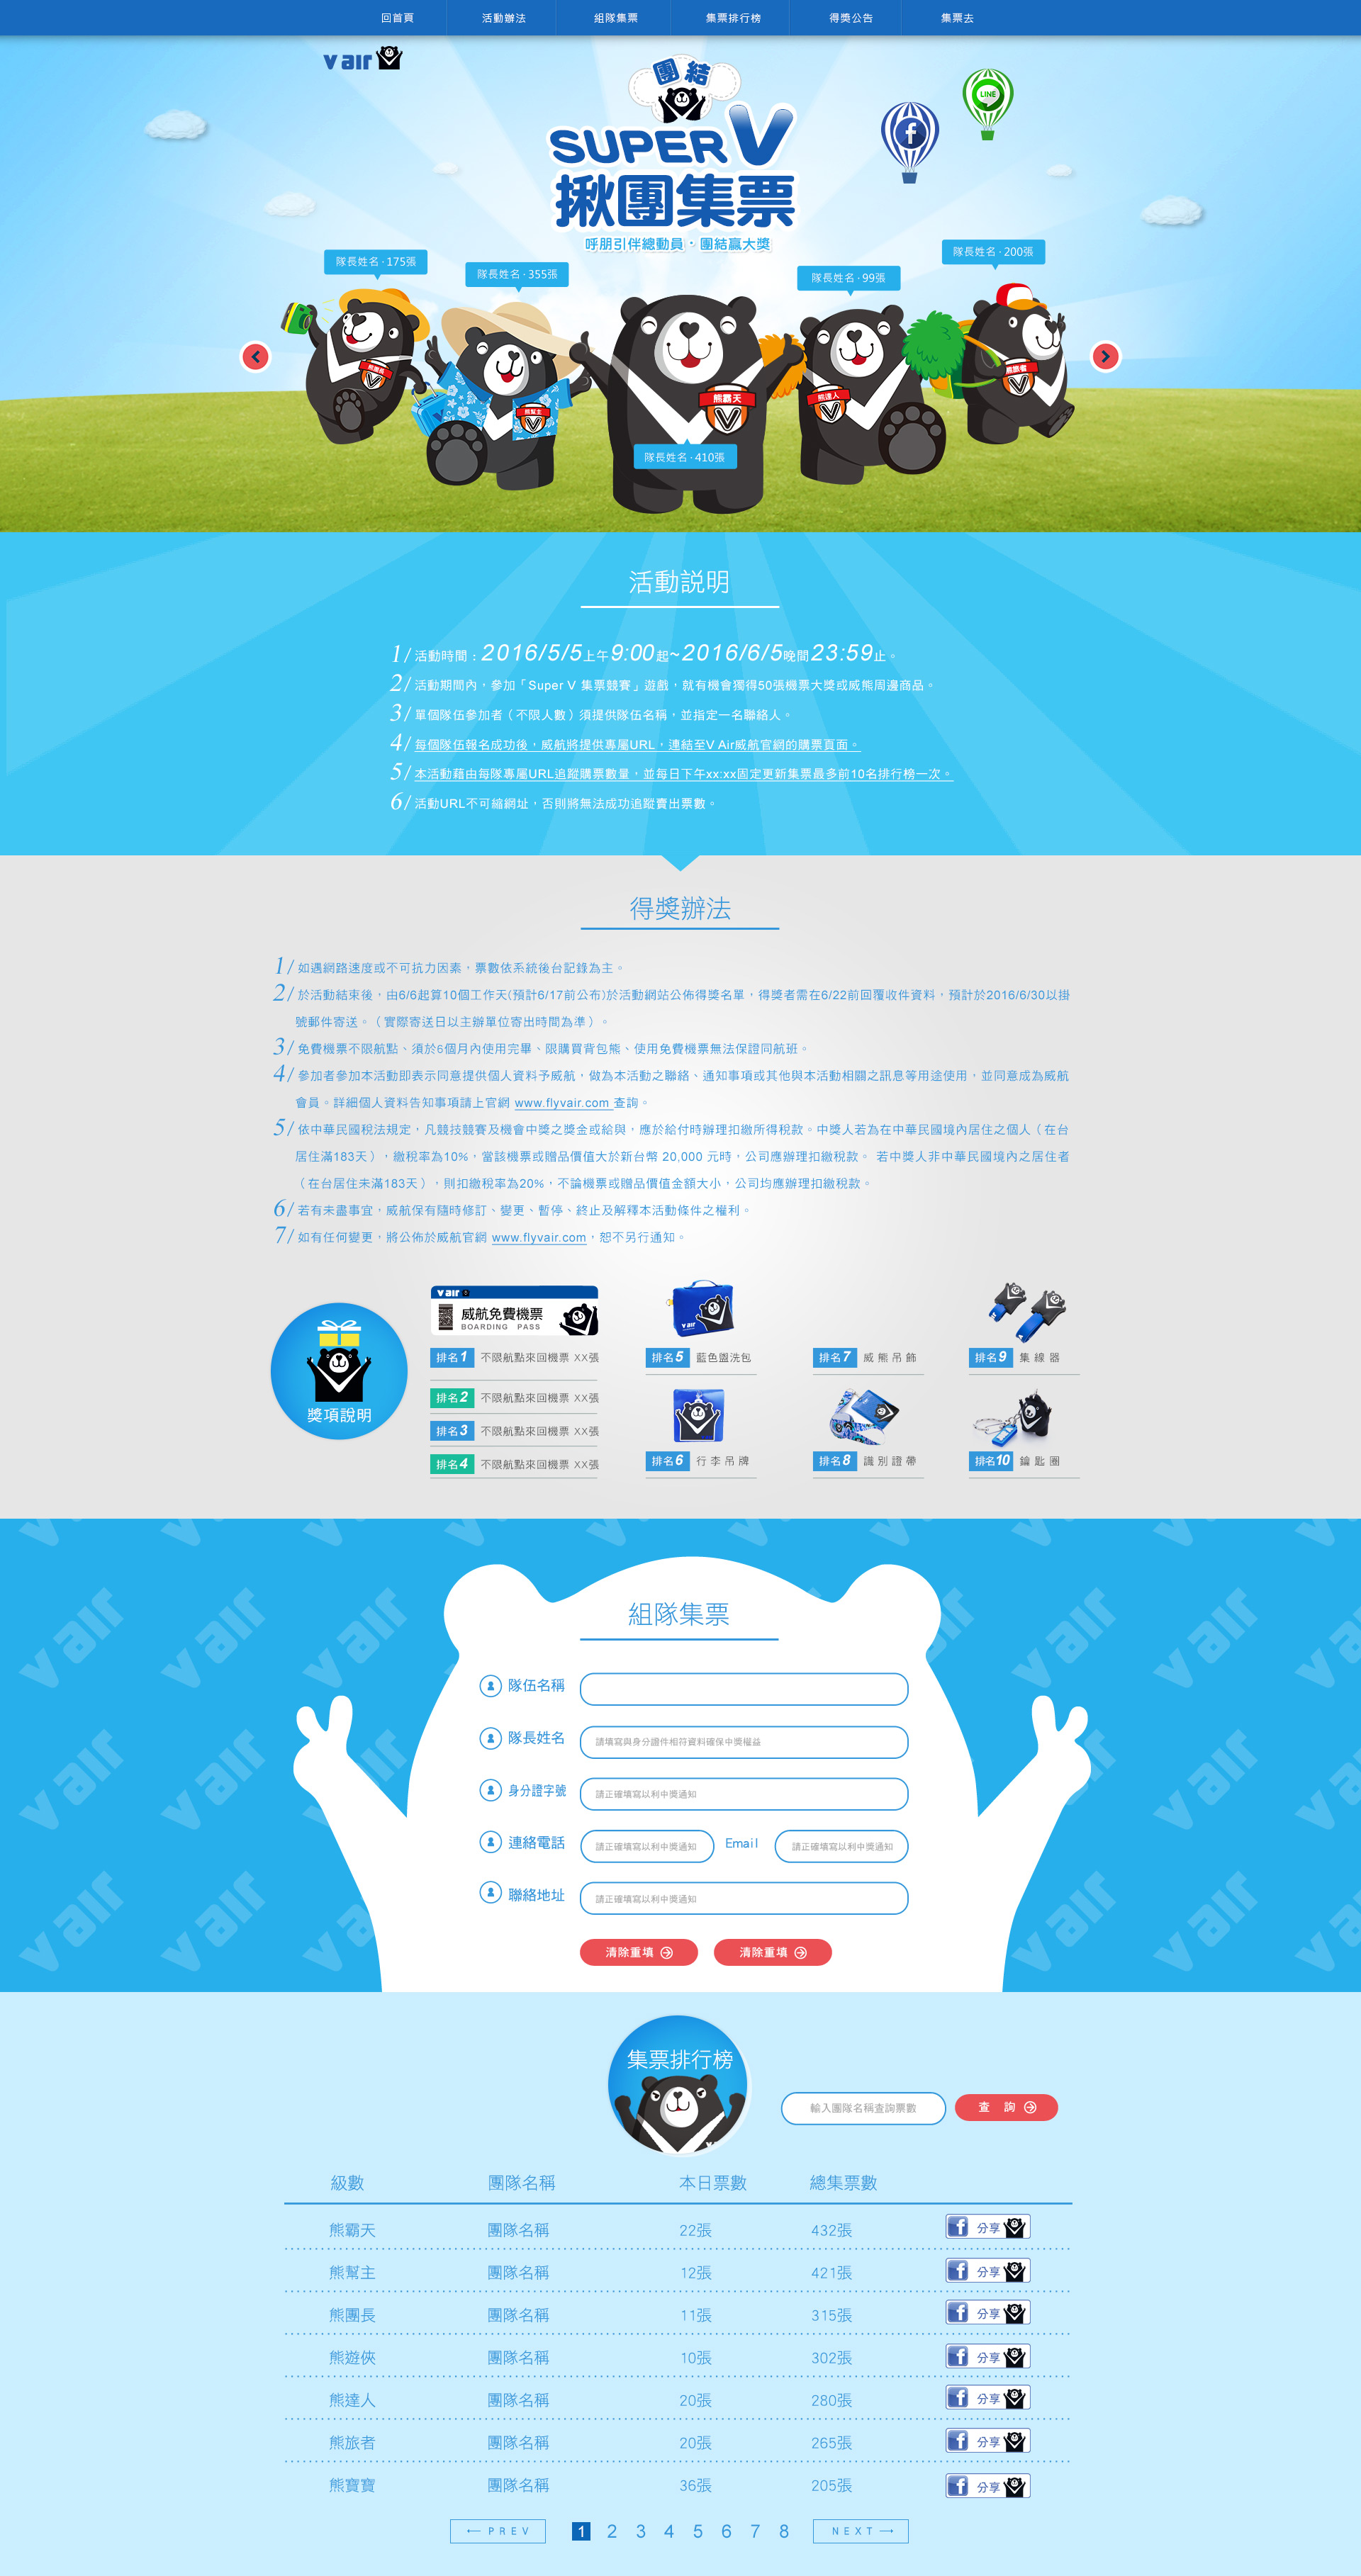 回首頁 活動辦法 組隊集票 集票排行榜 得獎公告 集票去
v air
團結
SUPER V
揪團集票
呼朋引伴總動員・團結贏大獎
LINE
f
隊長姓名・175張
隊長姓名・355張
隊長姓名・99張
隊長姓名・200張
熊團長
熊幫主
熊霸天
熊達人
熊旅者
隊長姓名・410張
活動説明
1/ 活動時間：2016/5/5上午9:00起~2016/6/5晚間23:59止。
2/ 活動期間內，參加「Super V 集票競賽」遊戲，就有機會獨得50張機票大獎或威熊周邊商品。
3/ 單個隊伍參加者（不限人數）須提供隊伍名稱，並指定一名聯絡人。
4/ 每個隊伍報名成功後，威航將提供專屬URL，連結至V Air威航官網的購票頁面。
5/ 本活動藉由每隊專屬URL追蹤購票數量，並每日下午xx:xx固定更新集票最多前10名排行榜一次。
6/ 活動URL不可縮網址，否則將無法成功追蹤賣出票數。
得獎辦法
1/ 如遇網路速度或不可抗力因素，票數依系統後台記錄為主。
2/ 於活動結束後，由6/6起算10個工作天(預計6/17前公布)於活動網站公佈得獎名單，得獎者需在6/22前回覆收件資料，預計於2016/6/30以掛
號郵件寄送。（實際寄送日以主辦單位寄出時間為準）。
3/ 免費機票不限航點、須於6個月內使用完畢、限購買背包熊、使用免費機票無法保證同航班。
4/ 參加者參加本活動即表示同意提供個人資料予威航，做為本活動之聯絡、通知事項或其他與本活動相關之訊息等用途使用，並同意成為威航
會員。詳細個人資料告知事項請上官網 www.flyvair.com 查詢。
5/ 依中華民國稅法規定，凡競技競賽及機會中獎之獎金或給與，應於給付時辦理扣繳所得稅款。中獎人若為在中華民國境內居住之個人（在台
居住滿183天），繳稅率為10%，當該機票或贈品價值大於新台幣 20,000 元時，公司應辦理扣繳稅款。 若中獎人非中華民國境內之居住者
（在台居住未滿183天），則扣繳稅率為20%，不論機票或贈品價值金額大小，公司均應辦理扣繳稅款。
6/ 若有未盡事宜，威航保有隨時修訂、變更、暫停、終止及解釋本活動條件之權利。
7/ 如有任何變更，將公佈於威航官網 www.flyvair.com，恕不另行通知。
獎項說明
v air
威航免費機票
BOARDING PASS
排名1 不限航點來回機票 XX張
排名2 不限航點來回機票 XX張
排名3 不限航點來回機票 XX張
排名4 不限航點來回機票 XX張
排名5 藍色盥洗包
排名6 行李吊牌
排名7 威熊吊飾
排名8 識別證帶
排名9 集線器
排名10 鑰匙圈
組隊集票
隊伍名稱
隊長姓名 請填寫與身分證件相符資料確保中獎權益
身分證字號 請正確填寫以利中獎通知
連絡電話 請正確填寫以利中獎通知 Email 請正確填寫以利中獎通知
聯絡地址 請正確填寫以利中獎通知
清除重填 清除重填
集票排行榜
輸入團隊名稱查詢票數 查 詢
級數 團隊名稱 本日票數 總集票數
熊霸天 團隊名稱 22張 432張 f 分享
熊幫主 團隊名稱 12張 421張 f 分享
熊團長 團隊名稱 11張 315張 f 分享
熊遊俠 團隊名稱 10張 302張 f 分享
熊達人 團隊名稱 20張 280張 f 分享
熊旅者 團隊名稱 20張 265張 f 分享
熊寶寶 團隊名稱 36張 205張 f 分享
← PREV 1 2 3 4 5 6 7 8 NEXT →